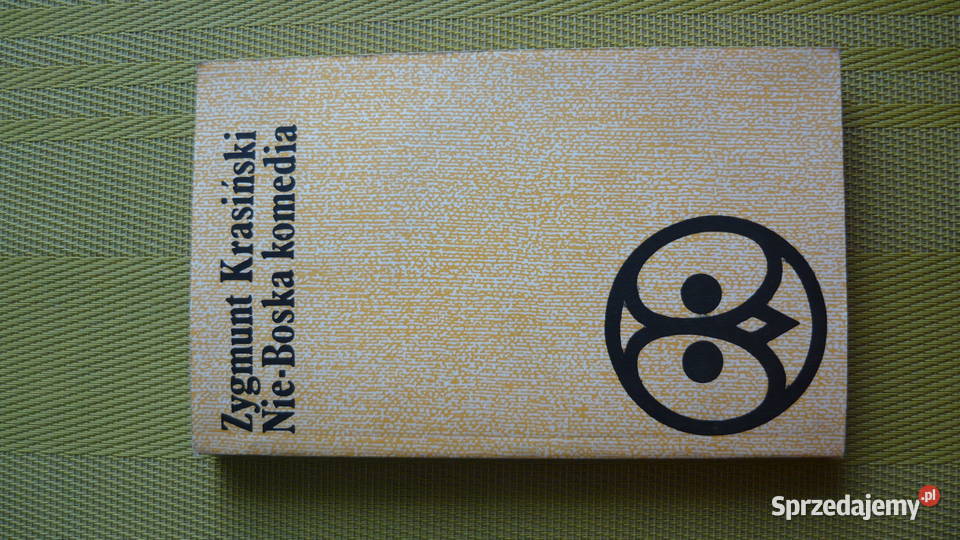 Zygmunt Krasiński
Nie-Boska komedia
Sprzedajemy.pl